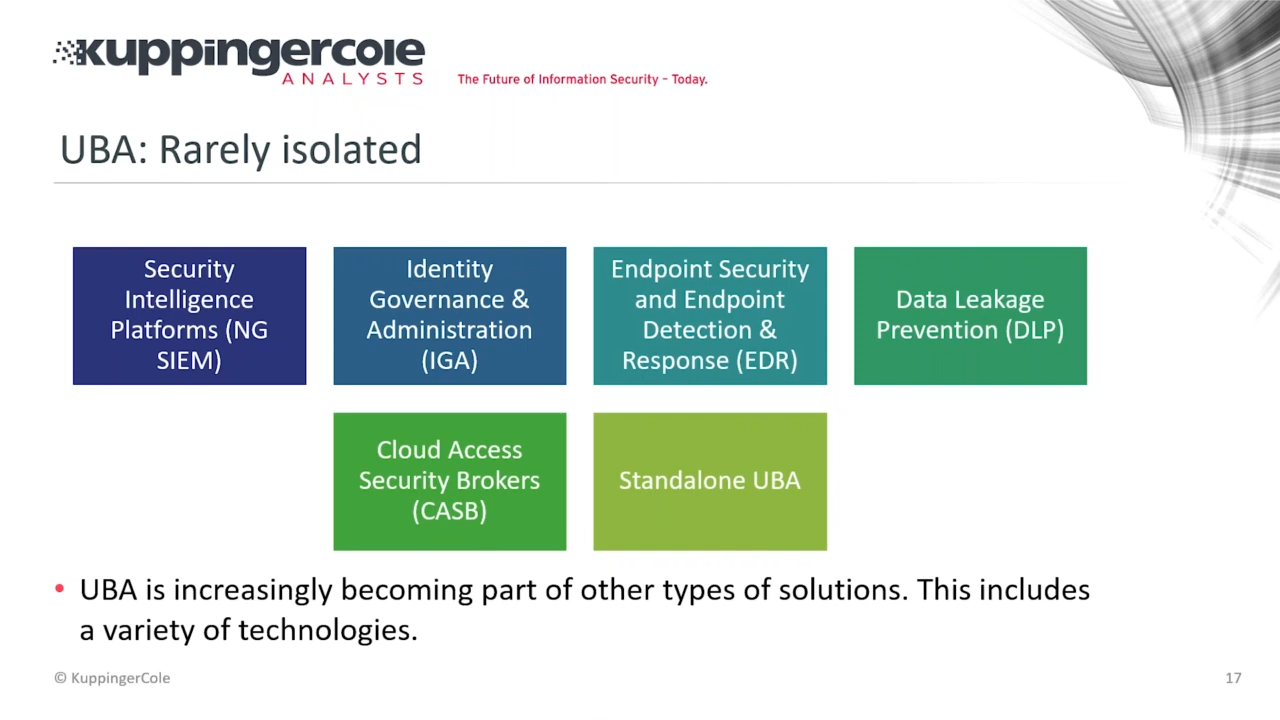 kuppingercole
ANALYSTS
The Future of Information Security – Today.
UBA: Rarely isolated
Security
Intelligence
Platforms (NG
SIEM)
Identity
Governance &
Administration
(IGA)
Endpoint Security
and Endpoint
Detection &
Response (EDR)
Data Leakage
Prevention (DLP)
Cloud Access
Security Brokers
(CASB)
Standalone UBA
• UBA is increasingly becoming part of other types of solutions. This includes
a variety of technologies.
© KuppingerCole
17